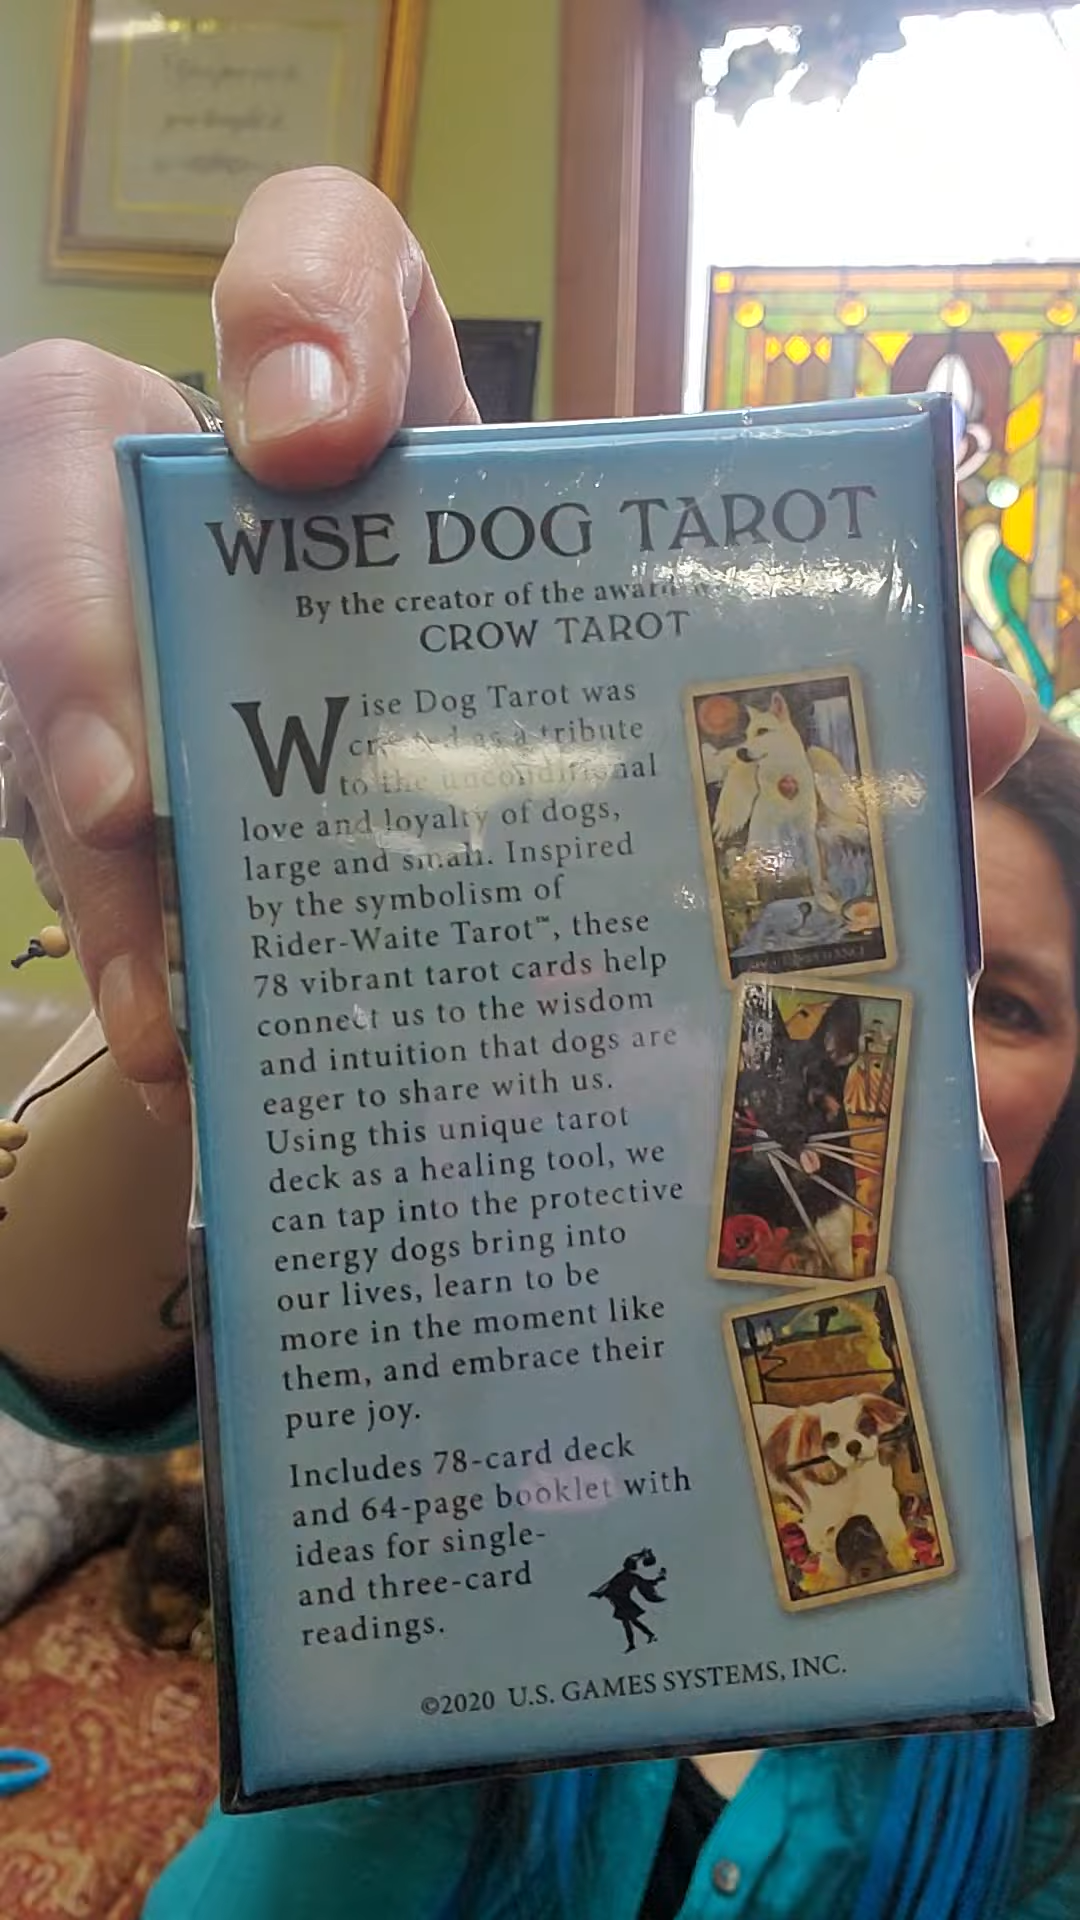 WISE DOG TAROT
By the creator of the award
CROW TAROT
Wise Dog Tarot was
created as a tribute
to the unconditional
love and loyalty of dogs,
large and small. Inspired
by the symbolism of
Rider-Waite Tarot™, these
78 vibrant tarot cards help
connect us to the wisdom
and intuition that dogs are
eager to share with us.
Using this unique tarot
deck as a healing tool, we
can tap into the protective
energy dogs bring into
our lives, learn to be
more in the moment like
them, and embrace their
pure joy.
Includes 78-card deck
and 64-page booklet with
ideas for single-
and three-card
readings.
©2020 U.S. GAMES SYSTEMS, INC.